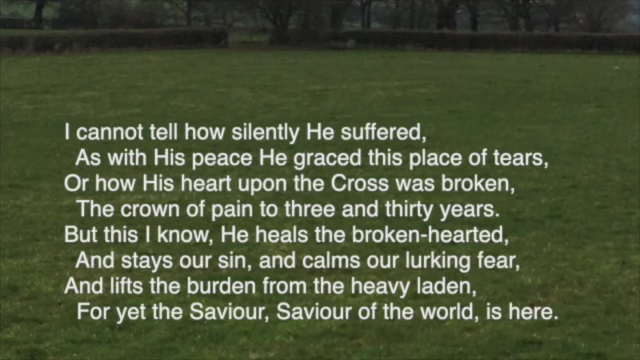 I cannot tell how silently He suffered,
As with His peace He graced this place of tears,
Or how His heart upon the Cross was broken,
The crown of pain to three and thirty years.
But this I know, He heals the broken-hearted,
And stays our sin, and calms our lurking fear,
And lifts the burden from the heavy laden,
For yet the Saviour, Saviour of the world, is here.